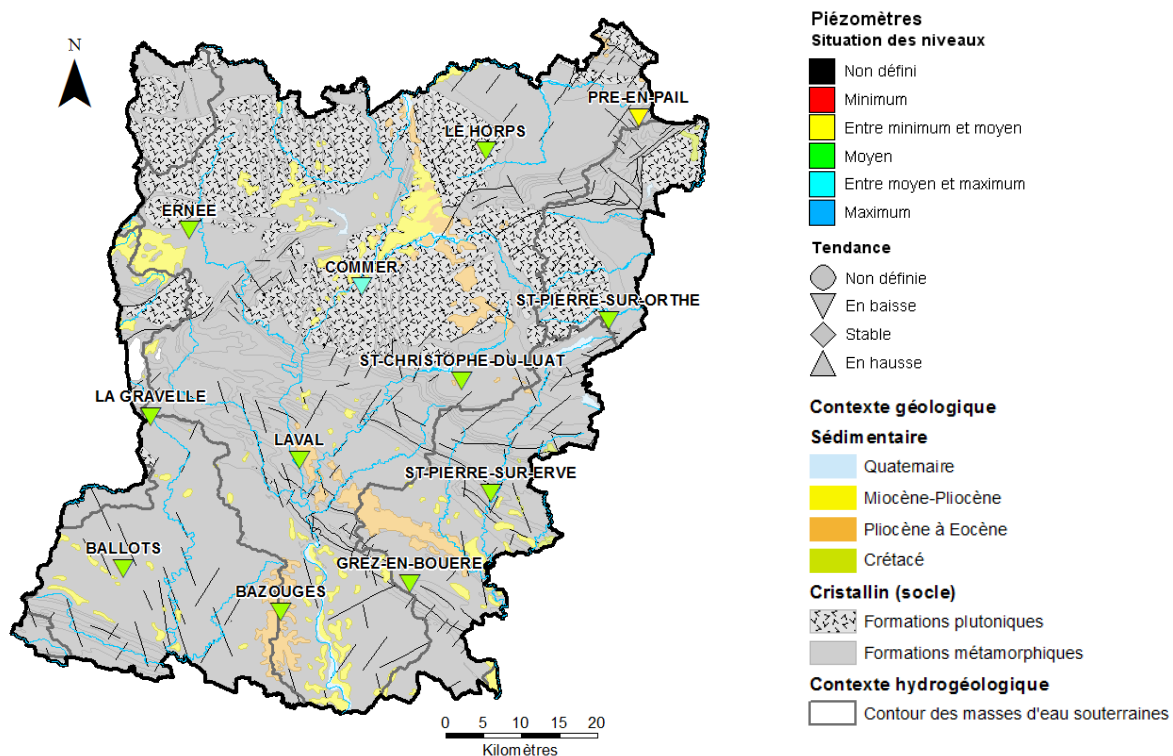 N
PRE-EN-PAIL
LE HORPS
ERNEE
COMMER
ST-PIERRE-SUR-ORTHE
ST-CHRISTOPHE-DU-LUAT
LA GRAVELLE
LAVAL
ST-PIERRE-SUR-ERVE
BALLOTS
GREZ-EN-BOUERE
BAZOUGES
0 5 10 15 20
Kilomètres
Piézomètres
Situation des niveaux
Non défini
Minimum
Entre minimum et moyen
Moyen
Entre moyen et maximum
Maximum
Tendance
Non définie
En baisse
Stable
En hausse
Contexte géologique
Sédimentaire
Quaternaire
Miocène-Pliocène
Pliocène à Eocène
Crétacé
Cristallin (socle)
Formations plutoniques
Formations métamorphiques
Contexte hydrogéologique
Contour des masses d'eau souterraines